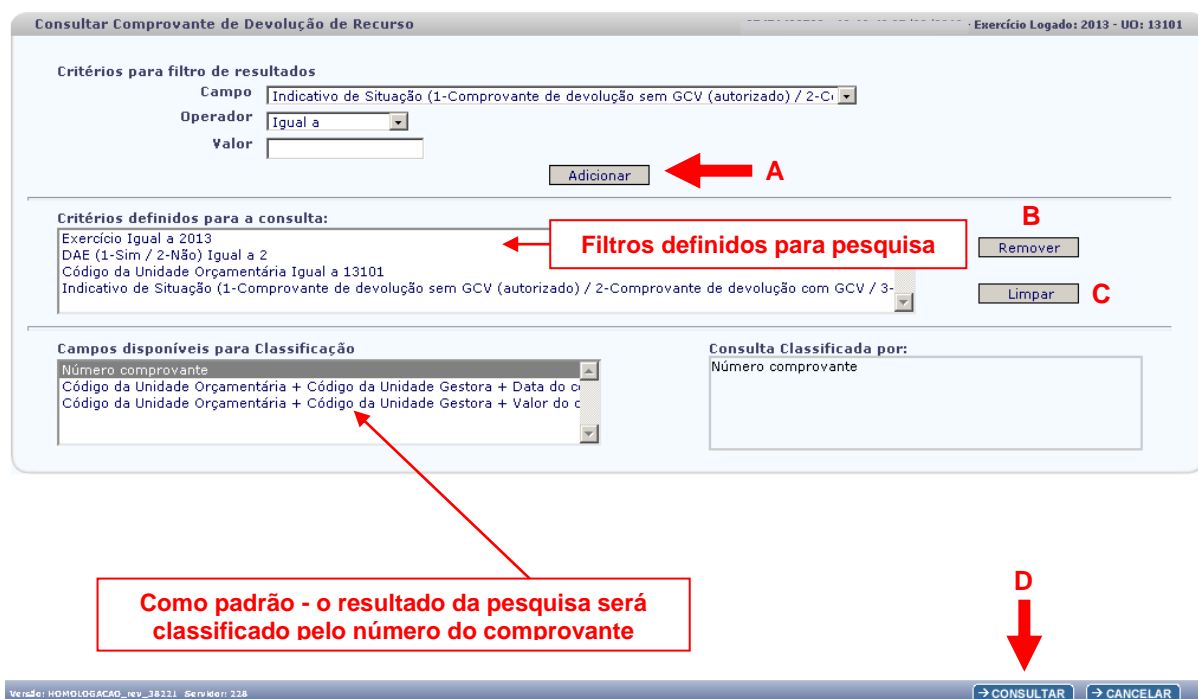 Consultar Comprovante de Devolução de Recurso
Exercício Logado: 2013 - UO: 13101
Critérios para filtro de resultados
Campo
Indicativo de Situação (1-Comprovante de devolução sem GCV (autorizado) / 2-C
Operador
Igual a
Valor
Adicionar
A
Critérios definidos para a consulta:
Exercício Igual a 2013
DAE (1-Sim / 2-Não) Igual a 2
Código da Unidade Orçamentária Igual a 13101
Indicativo de Situação (1-Comprovante de devolução sem GCV (autorizado) / 2-Comprovante de devolução com GCV / 3-
Filtros definidos para pesquisa
B
Remover
Limpar
C
Campos disponíveis para Classificação
Número comprovante
Código da Unidade Orçamentária + Código da Unidade Gestora + Data do c
Código da Unidade Orçamentária + Código da Unidade Gestora + Valor do c
Consulta Classificada por:
Número comprovante
Como padrão - o resultado da pesquisa será
classificado pelo número do comprovante
D
Versão: HOMOLOGACAO_rev_38221 Servidor: 228
→ CONSULTAR
→ CANCELAR